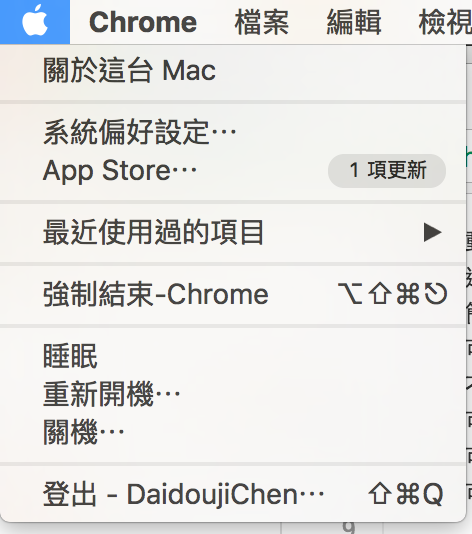 Chrome 檔案 編輯 檢視
關於這台 Mac
系統偏好設定⋯
App Store⋯ 1 項更新
最近使用過的項目 ▶
強制結束-Chrome ⌥⇧⌘⎋
睡眠
重新開機⋯
關機⋯
登出 - DaidoujiChen⋯ ⇧⌘Q
9